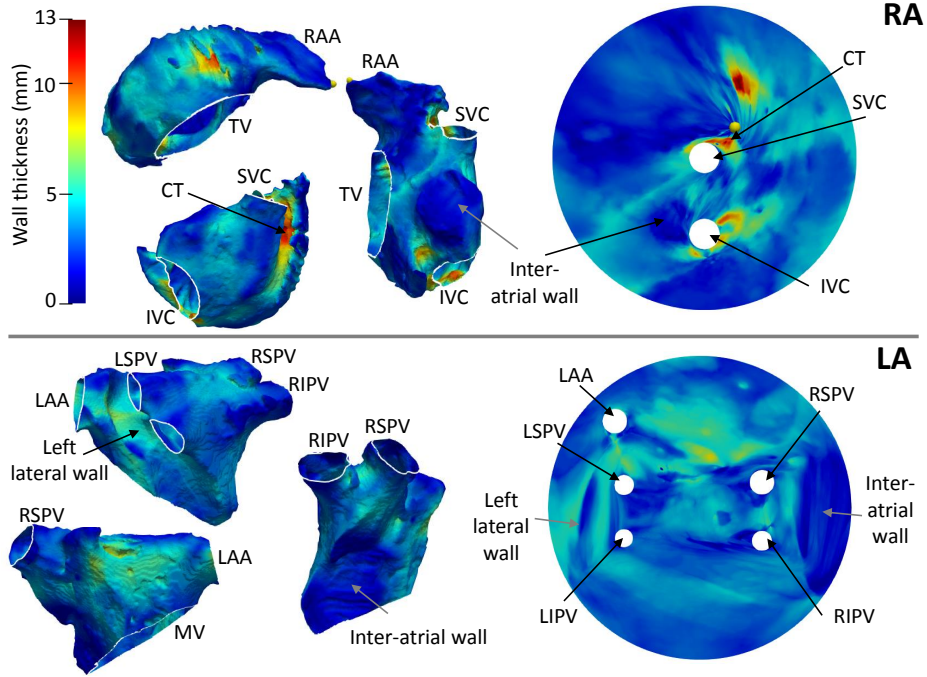 13
10
5
0
Wall thickness (mm)
RAA
TV
RAA
SVC
TV
SVC
CT
IVC
IVC
Inter-
atrial wall
RA
CT
SVC
IVC
LA
LSPV
RSPV
RIPV
LAA
Left
lateral wall
RSPV
LAA
MV
RIPV
RSPV
Inter-atrial wall
LAA
LSPV
RSPV
Left
lateral
wall
Inter-
atrial
wall
LIPV
RIPV